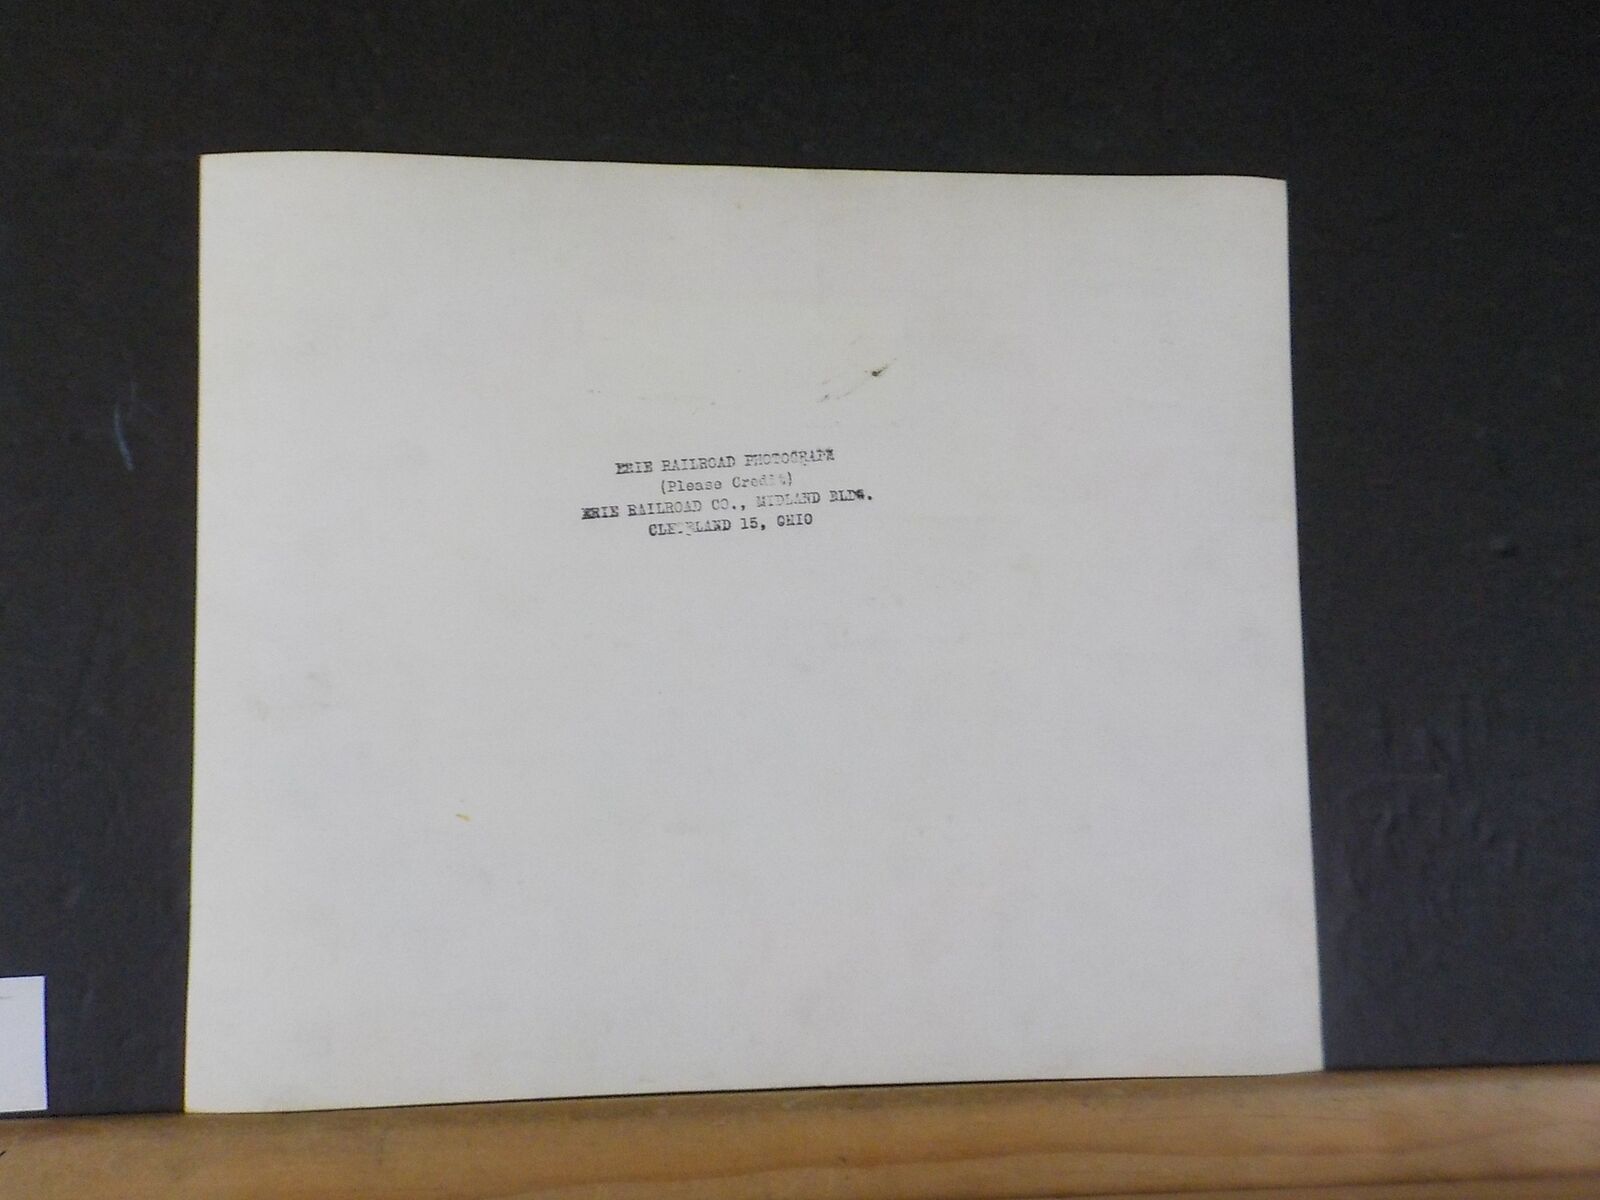 ERIE RAILROAD PHOTOGRAPH
(Please Credit)
ERIE RAILROAD CO., MIDLAND BLDG.
CLEVELAND 15, OHIO